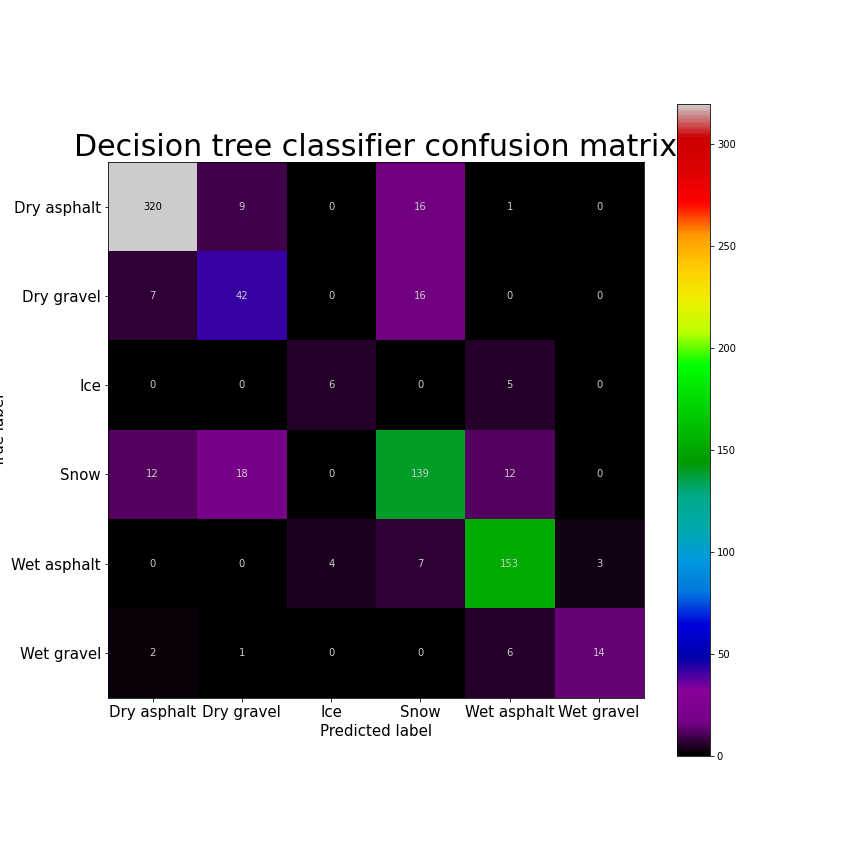 Decision tree classifier confusion matrix
Dry asphalt 320 9 0 16 1 0
Dry gravel 7 42 0 16 0 0
Ice 0 0 6 0 5 0
Snow 12 18 0 139 12 0
Wet asphalt 0 0 4 7 153 3
Wet gravel 2 1 0 0 6 14
Dry asphalt Dry gravel Ice Snow Wet asphalt Wet gravel
Predicted label
300
250
200
150
100
50
0